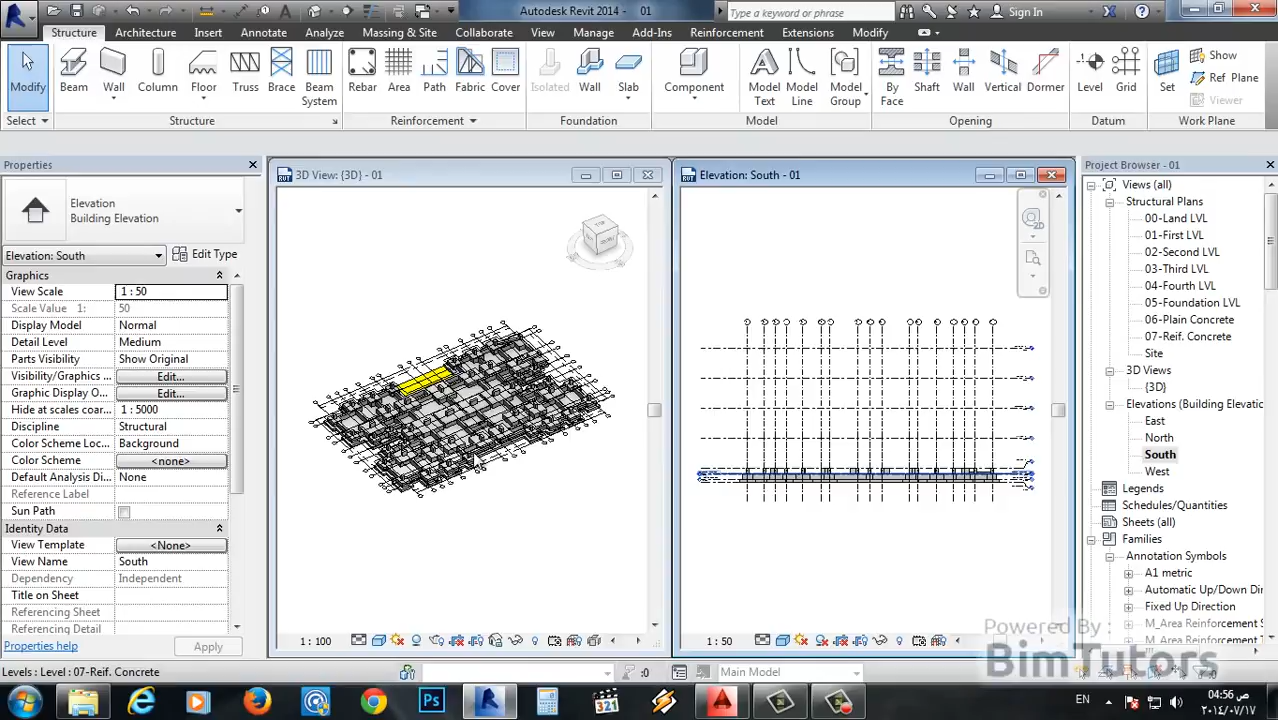 Autodesk Revit 2014 - 01
Type a keyword or phrase
Sign In
Structure Architecture Insert Annotate Analyze Massing & Site Collaborate View Manage Add-Ins Reinforcement Extensions Modify
Modify Beam Wall Column Floor Truss Brace Beam System Rebar Area Path Fabric Cover Isolated Wall Slab Component Model Text Model Line Model Group By Face Shaft Wall Vertical Dormer Level Grid Set Show Ref Plane Viewer
Select Structure Reinforcement Foundation Model Opening Datum Work Plane
Properties
Elevation
Building Elevation
Elevation: South
Edit Type
Graphics
View Scale 1 : 50
Scale Value 1: 50
Display Model Normal
Detail Level Medium
Parts Visibility Show Original
Visibility/Graphics ... Edit...
Graphic Display O... Edit...
Hide at scales coar... 1 : 5000
Discipline Structural
Color Scheme Loc... Background
Color Scheme <none>
Default Analysis Di... None
Reference Label
Sun Path
Identity Data
View Template <None>
View Name South
Dependency Independent
Title on Sheet
Referencing Sheet
Referencing Detail
Properties help
Apply
3D View: {3D} - 01
TOP
1 : 100
Elevation: South - 01
2D
1 : 50
Project Browser - 01
Views (all)
Structural Plans
00-Land LVL
01-First LVL
02-Second LVL
03-Third LVL
04-Fourth LVL
05-Foundation LVL
06-Plain Concrete
07-Reif. Concrete
Site
3D Views
{3D}
Elevations (Building Elevatio
East
North
South
West
Legends
Schedules/Quantities
Sheets (all)
Families
Annotation Symbols
A1 metric
Automatic Up/Down Di
Fixed Up Direction
M_Area Reinforcement
M_Area Reinforcement
Powered By :
BimTutors
Levels : Level : 07-Reif. Concrete
:0
Main Model
:0
Ps
321
EN
04:56 ص
٢٠١٤/٠٧/١٧